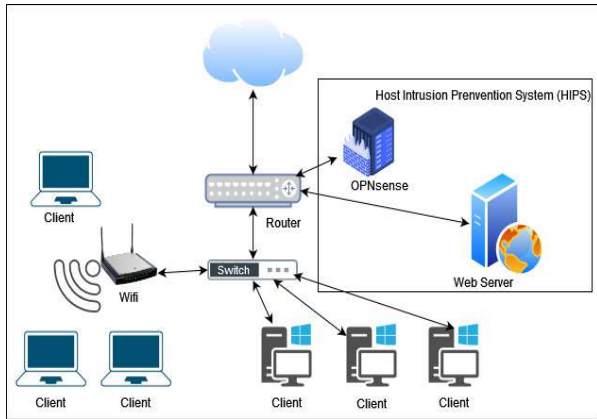 Host Intrusion Prenvention System (HIPS)
OPNsense
Client
Router
Web Server
Switch
Wifi
Client
Client
Client
Client
Client